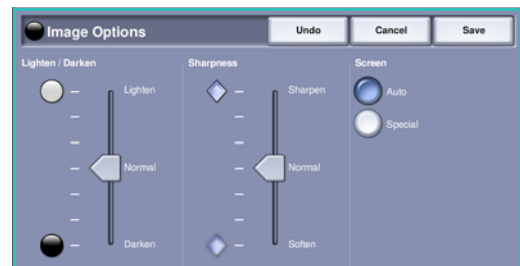 Image Options
Undo
Cancel
Save
Lighten / Darken
Lighten
Normal
Darken
Sharpness
Sharpen
Normal
Soften
Screen
Auto
Special